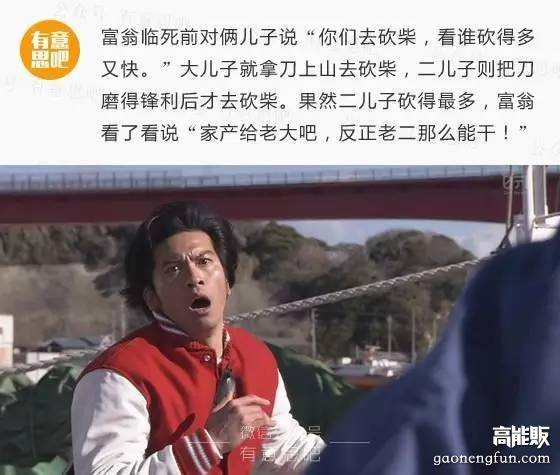 有意
思吧
富翁临死前对俩儿子说“你们去砍柴，看谁砍得多
又快。”大儿子就拿刀上山去砍柴，二儿子则把刀
磨得锋利后才去砍柴。果然二儿子砍得最多，富翁
看了看说“家产给老大吧，反正老二那么能干！”
有意思吧
高能贩
gaonengfun.com